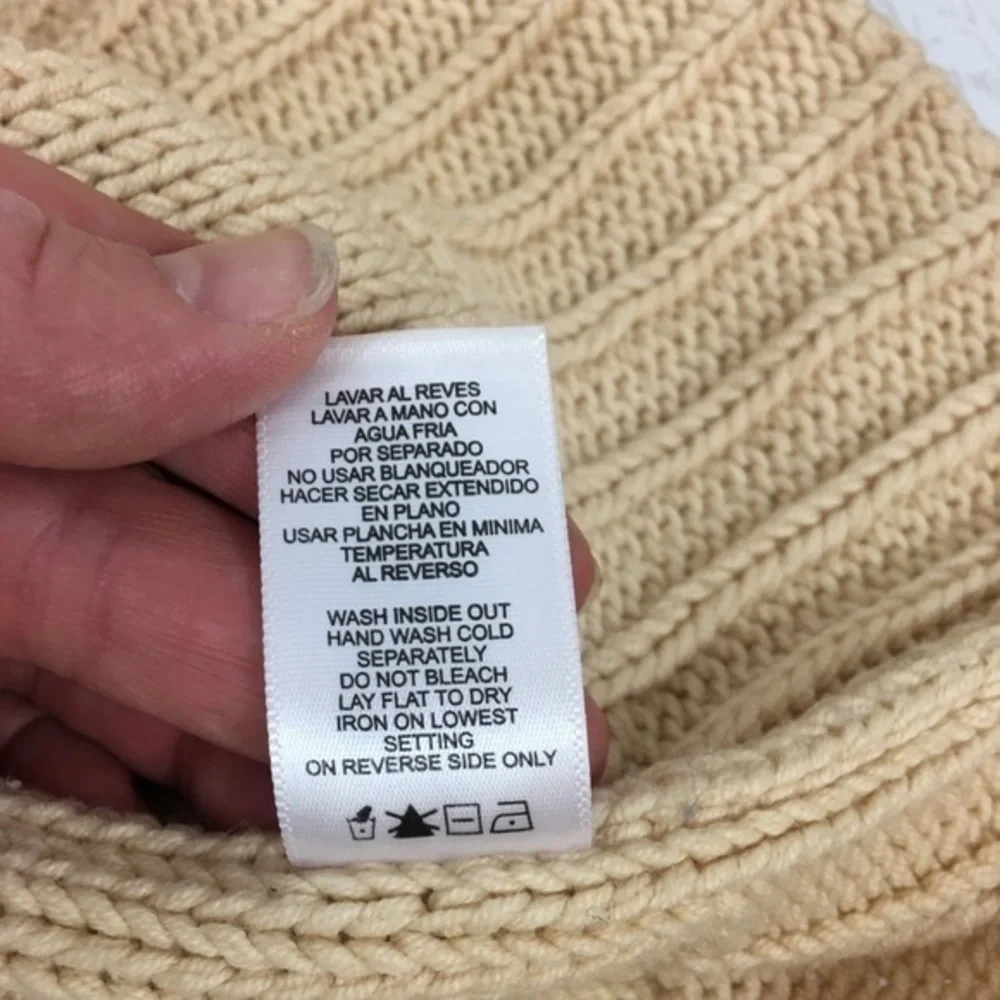 LAVAR AL REVES
LAVAR A MANO CON
AGUA FRIA
POR SEPARADO
NO USAR BLANQUEADOR
HACER SECAR EXTENDIDO
EN PLANO
USAR PLANCHA EN MINIMA
TEMPERATURA
AL REVERSO
WASH INSIDE OUT
HAND WASH COLD
SEPARATELY
DO NOT BLEACH
LAY FLAT TO DRY
IRON ON LOWEST
SETTING
ON REVERSE SIDE ONLY